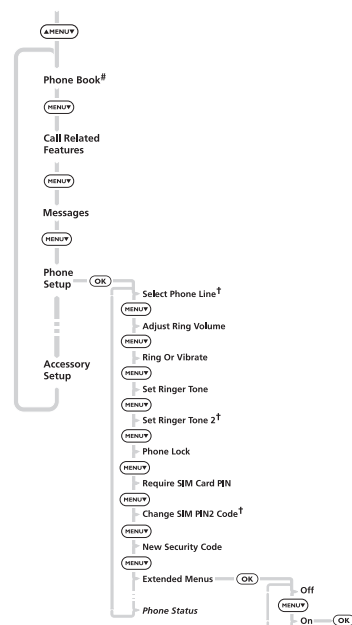 ▲MENU▼
Phone Book#
MENU▼
Call Related
Features
MENU▼
Messages
MENU▼
Phone
Setup
OK
Select Phone Line†
MENU▼
Adjust Ring Volume
MENU▼
Ring Or Vibrate
MENU▼
Accessory
Setup
Set Ringer Tone
MENU▼
Set Ringer Tone 2†
MENU▼
Phone Lock
MENU▼
Require SIM Card PIN
MENU▼
Change SIM PIN2 Code†
MENU▼
New Security Code
MENU▼
Extended Menus OK
Off
MENU▼
Phone Status
On OK